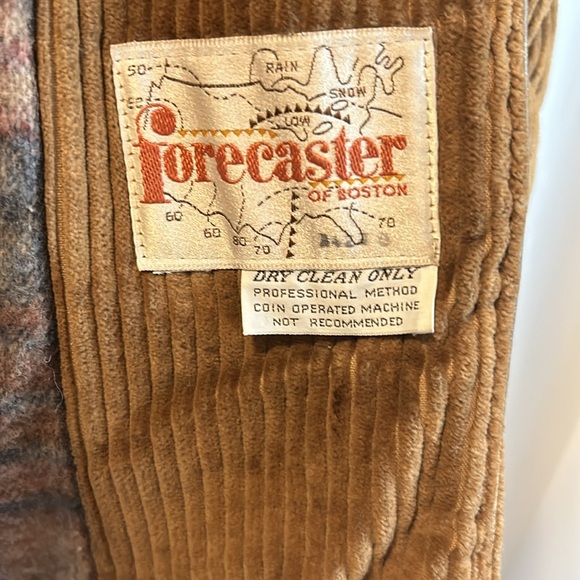 50
RAIN
SNOW
LOW
forecaster
OF BOSTON
60
60
80
70
70
DRY CLEAN ONLY
PROFESSIONAL METHOD
COIN OPERATED MACHINE
NOT RECOMMENDED